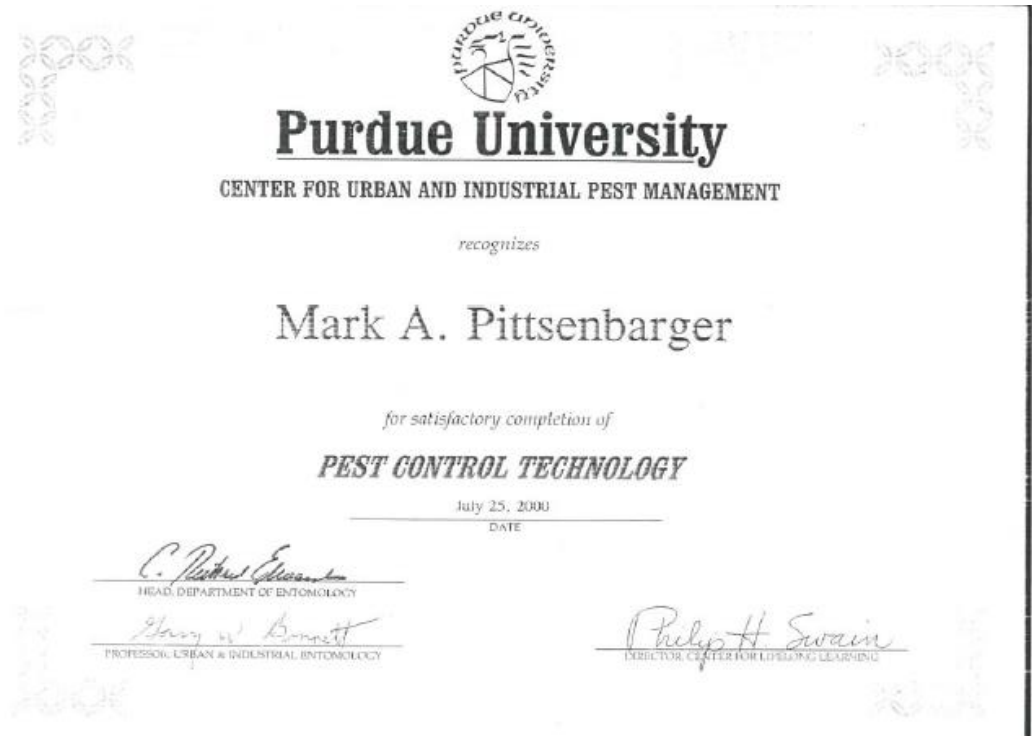 PURDUE UNIVERSITY
Purdue University
CENTER FOR URBAN AND INDUSTRIAL PEST MANAGEMENT
recognizes
Mark A. Pittsenbarger
for satisfactory completion of
PEST CONTROL TECHNOLOGY
July 25, 2000
DATE
C. Richard Edwards
HEAD, DEPARTMENT OF ENTOMOLOGY
Gary W Bennett
PROFESSOR, URBAN & INDUSTRIAL ENTOMOLOGY
Philip H. Swain
DIRECTOR, CENTER FOR LIFELONG LEARNING